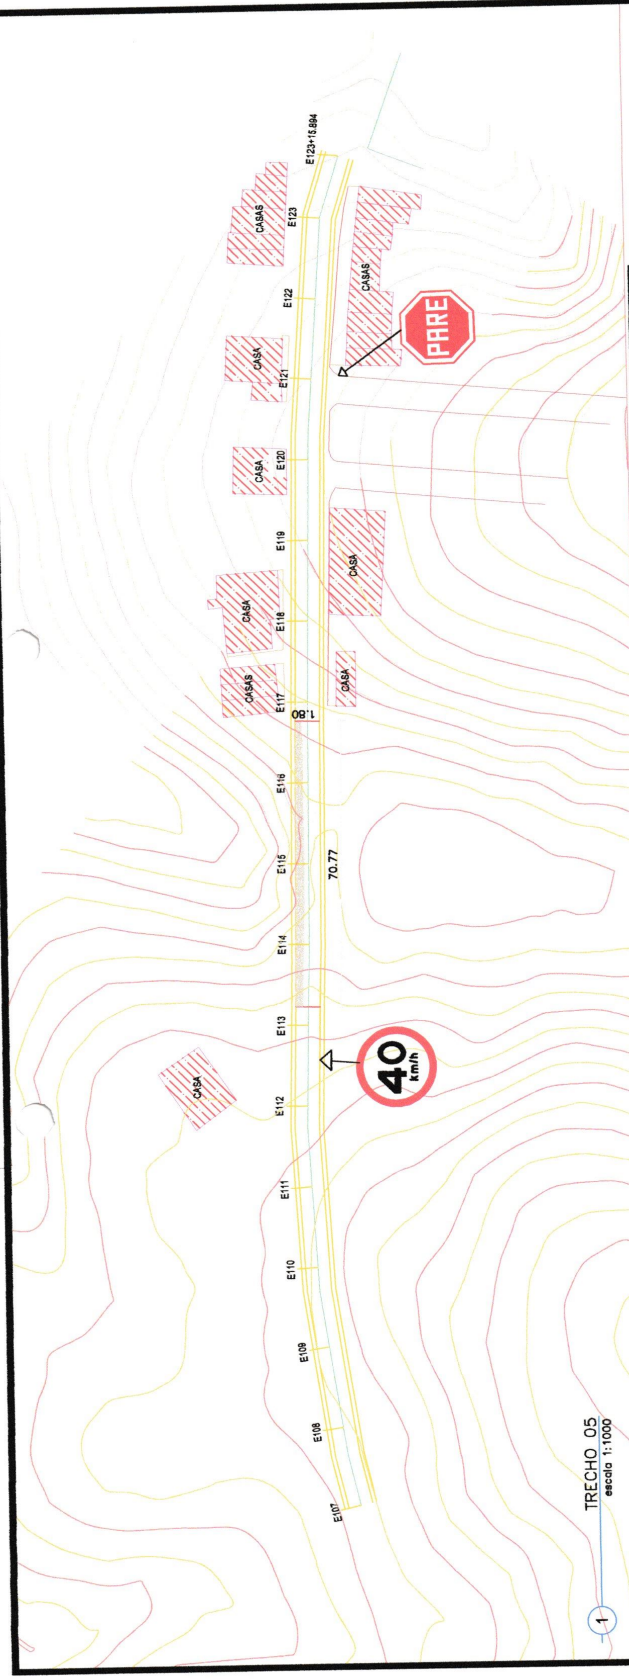 E107
E108
E109
E110
E111
E112
E113
E114
E115
E116
E117
E118
E119
E120
E121
E122
E123
E123+15.894
CASA
CASAS
CASA
CASA
CASA
CASAS
1.80
70.77
CASA
CASA
CASAS
40
km/h
PARE
1
TRECHO 05
escala 1:1000